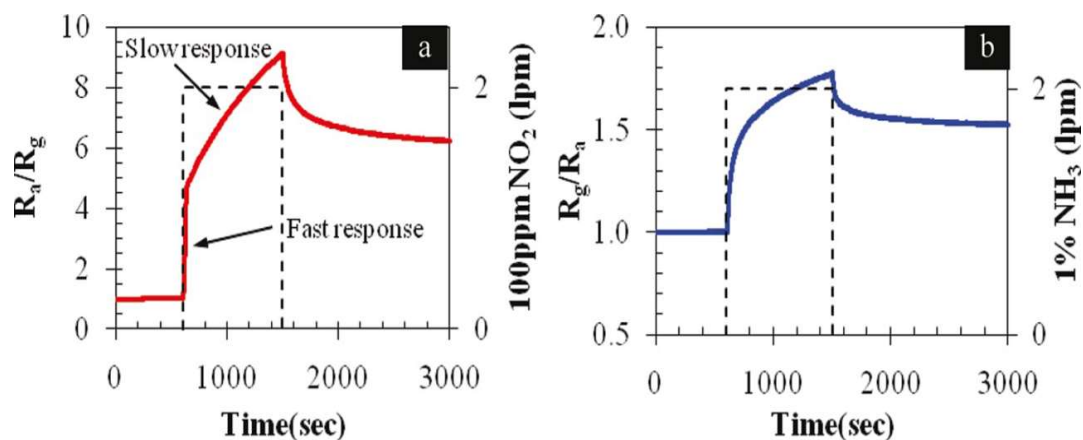 a
Slow response
Fast response
10
8
6
4
2
0
R_a/R_g
2
0
100ppm NO₂ (lpm)
0 1000 2000 3000
Time(sec)
b
2.0
1.5
1.0
0.5
R_g/R_a
2
0
1% NH₃ (lpm)
0 1000 2000 3000
Time(sec)